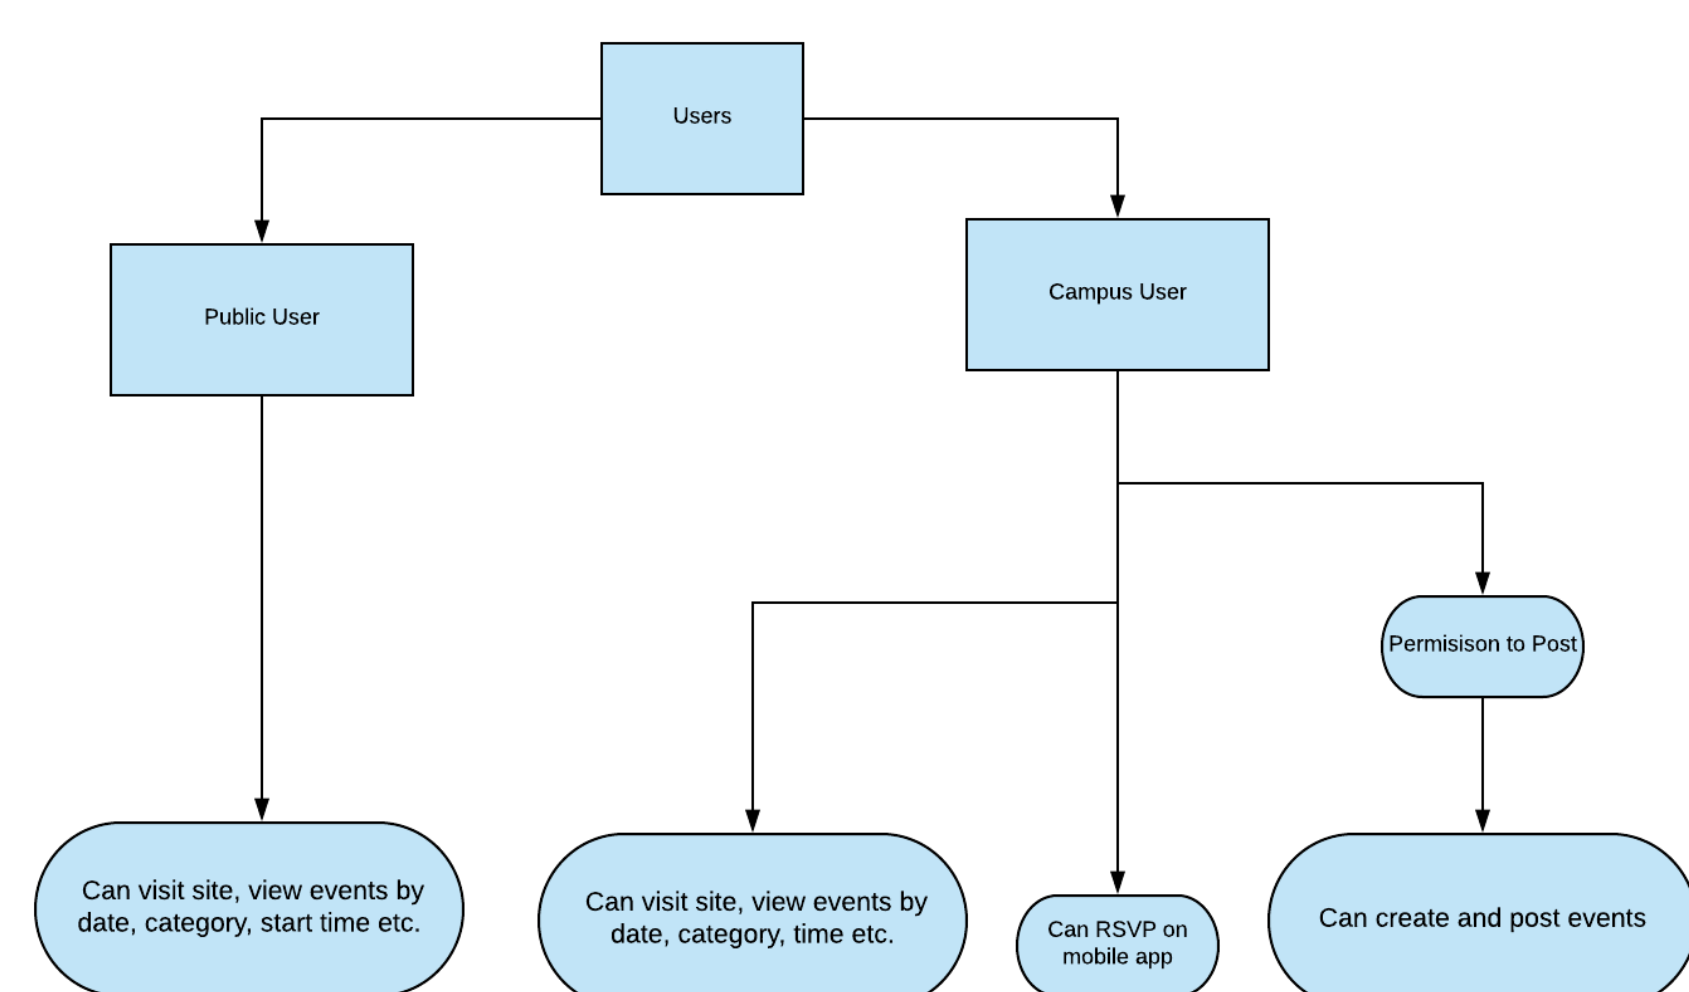 Users
Public User
Campus User
Permisison to Post
Can visit site, view events by
date, category, start time etc.
Can visit site, view events by
date, category, time etc.
Can RSVP on
mobile app
Can create and post events